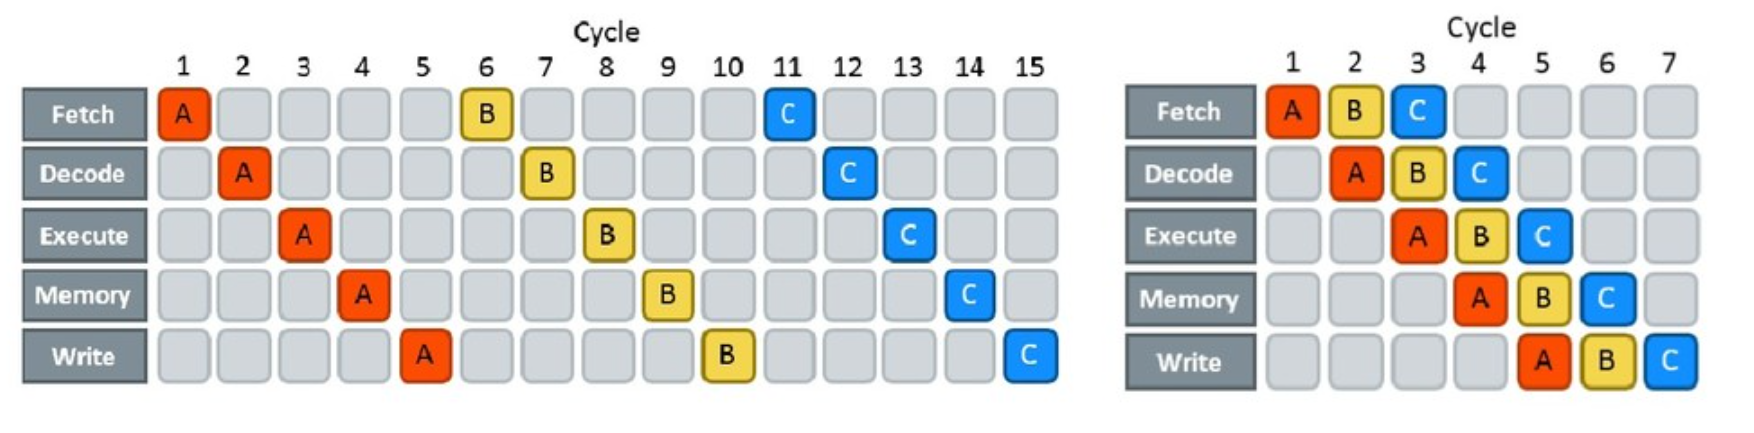 Cycle
1 2 3 4 5 6 7 8 9 10 11 12 13 14 15
Fetch A B C
Decode A B C
Execute A B C
Memory A B C
Write A B C
Cycle
1 2 3 4 5 6 7
Fetch A B C
Decode A B C
Execute A B C
Memory A B C
Write A B C